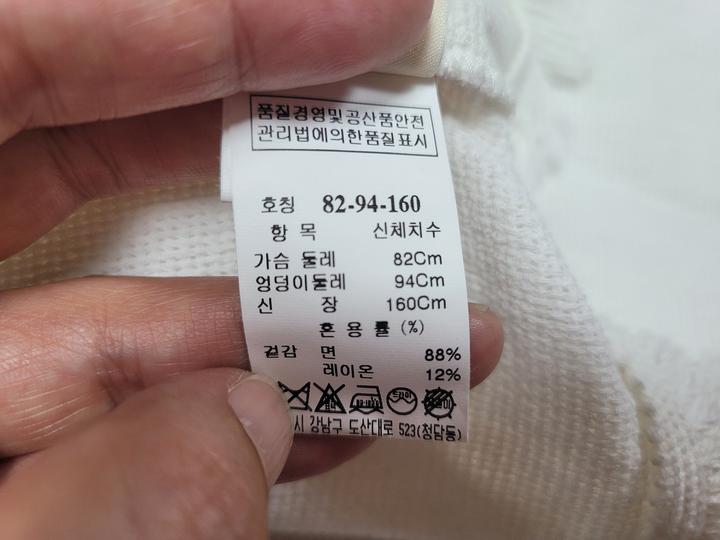 품질경영및공산품안전
관리법에의한품질표시
호칭 82-94-160
항 목 신체치수
가슴 둘레 82Cm
엉덩이둘레 94Cm
신 장 160Cm
혼 용 률 (%)
겉감 면 88%
레이온 12%
시 강남구 도산대로 523(청담동)